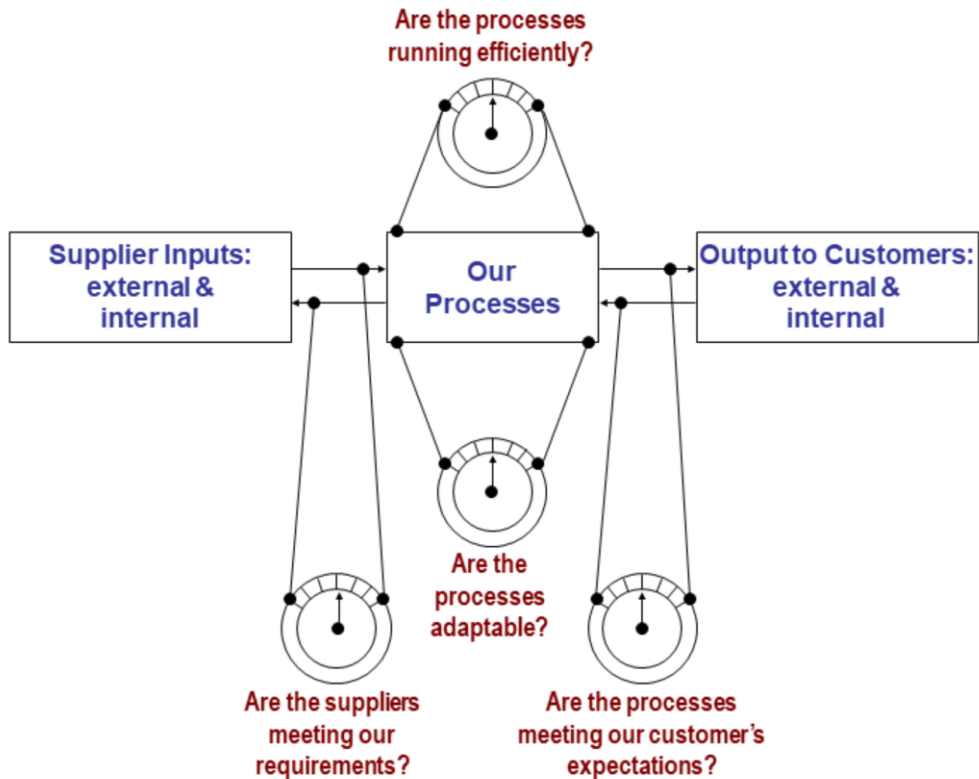 Are the processes
running efficiently?
Supplier Inputs:
external &
internal
Our
Processes
Output to Customers:
external &
internal
Are the
processes
adaptable?
Are the suppliers
meeting our
requirements?
Are the processes
meeting our customer's
expectations?